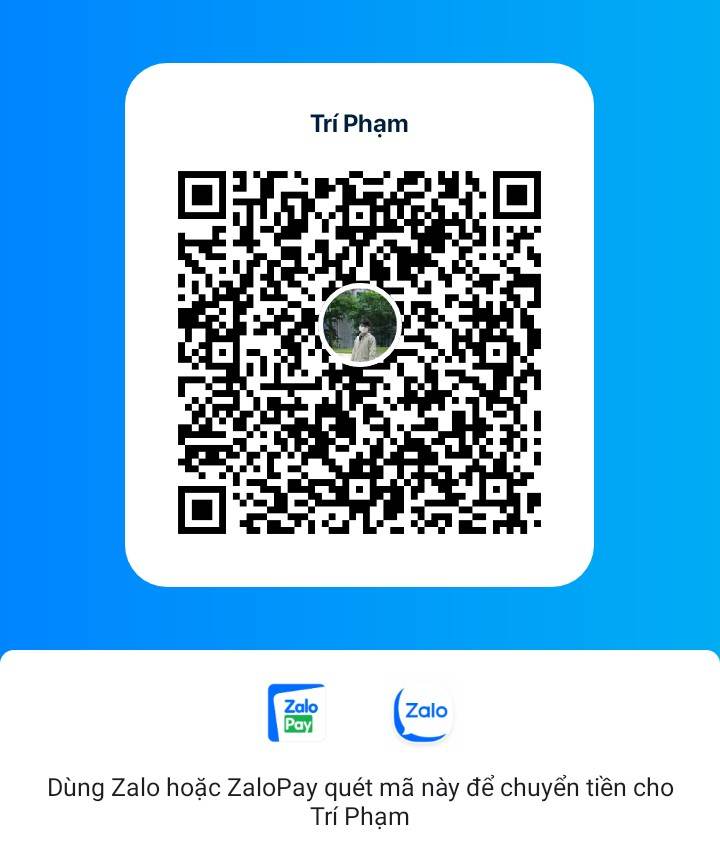 Trí Phạm
Zalo
Pay
Zalo
Dùng Zalo hoặc ZaloPay quét mã này để chuyển tiền cho
Trí Phạm